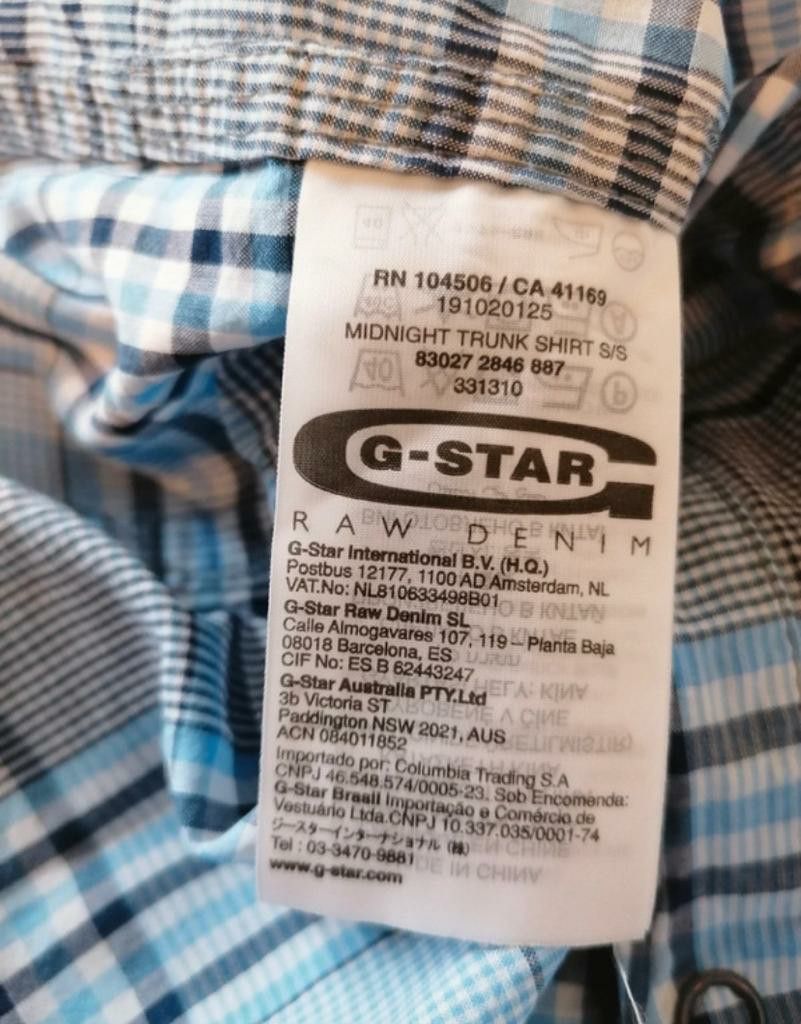 RN 104506 / CA 41169
191020125
MIDNIGHT TRUNK SHIRT S/S
83027 2846 887
331310
G-STAR
RAW DENIM
G-Star International B.V. (H.Q.)
Postbus 12177, 1100 AD Amsterdam, NL
VAT.No: NL810633498B01
G-Star Raw Denim SL
Calle Almogavares 107, 119 – Planta Baja
08018 Barcelona, ES
CIF No: ES B 62443247
G-Star Australia PTY.Ltd
3b Victoria ST
Paddington NSW 2021, AUS
ACN 084011852
Importado por: Columbia Trading S.A
CNPJ 46.548.574/0005-23. Sob Encomenda:
G-Star Brasil Importação e Comércio de
Vestuário Ltda.CNPJ 10.337.035/0001-74
ジースターインターナショナル (株)
Tel : 03-3470-9881
www.g-star.com